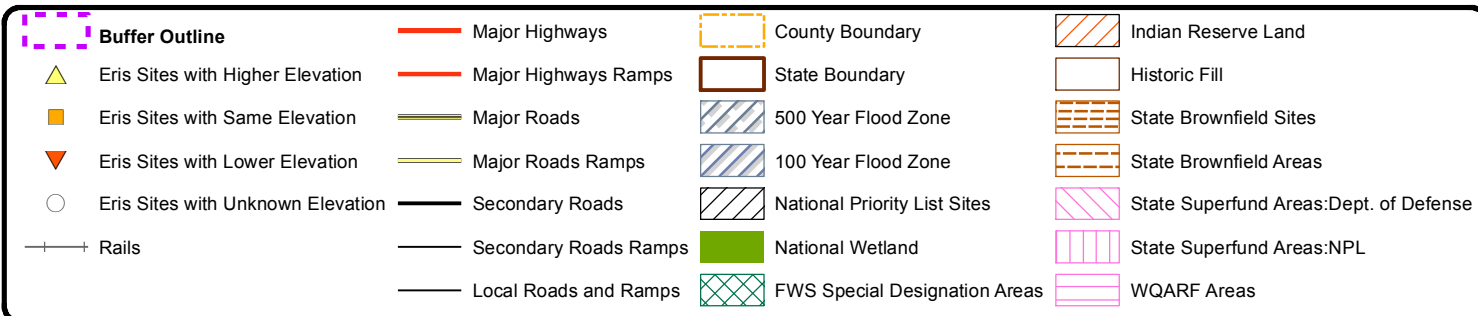 Buffer Outline
Eris Sites with Higher Elevation
Eris Sites with Same Elevation
Eris Sites with Lower Elevation
Eris Sites with Unknown Elevation
Rails
Major Highways
Major Highways Ramps
Major Roads
Major Roads Ramps
Secondary Roads
Secondary Roads Ramps
Local Roads and Ramps
County Boundary
State Boundary
500 Year Flood Zone
100 Year Flood Zone
National Priority List Sites
National Wetland
FWS Special Designation Areas
Indian Reserve Land
Historic Fill
State Brownfield Sites
State Brownfield Areas
State Superfund Areas:Dept. of Defense
State Superfund Areas:NPL
WQARF Areas